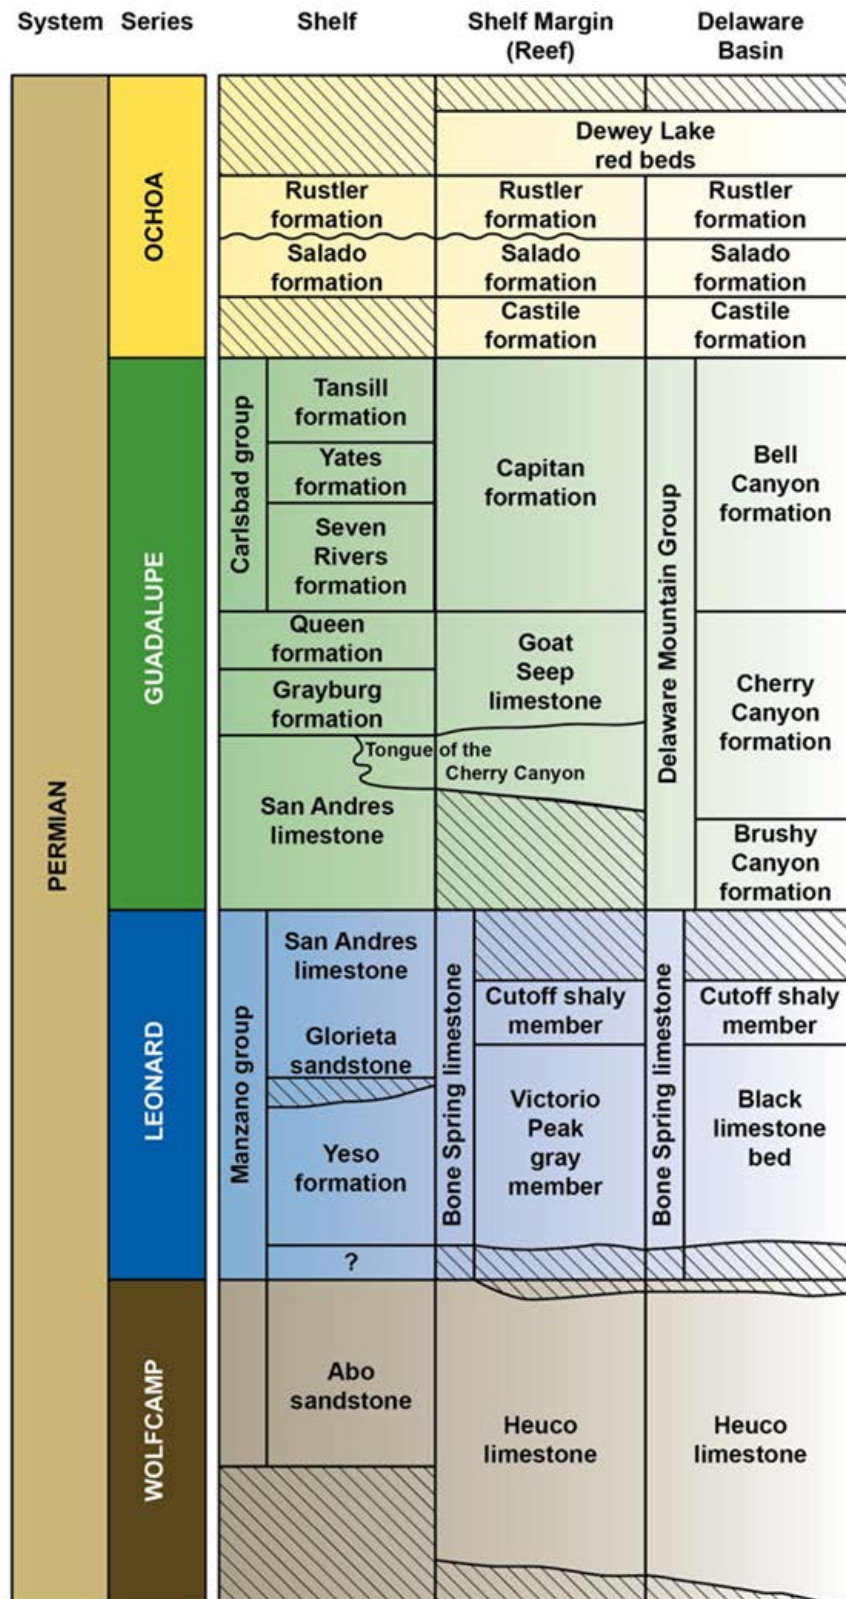 System Series Shelf Shelf Margin Delaware
(Reef) Basin
PERMIAN
OCHOA
Dewey Lake
red beds
Rustler
formation
Rustler
formation
Rustler
formation
Salado
formation
Salado
formation
Salado
formation
Castile
formation
Castile
formation
GUADALUPE
Carlsbad group
Tansill
formation
Yates
formation
Seven
Rivers
formation
Capitan
formation
Delaware Mountain Group
Bell
Canyon
formation
Queen
formation
Grayburg
formation
Goat
Seep
limestone
Cherry
Canyon
formation
Tongue of the
Cherry Canyon
San Andres
limestone
Brushy
Canyon
formation
LEONARD
Manzano group
San Andres
limestone
Glorieta
sandstone
Yeso
formation
?
Bone Spring limestone
Cutoff shaly
member
Victorio
Peak
gray
member
Bone Spring limestone
Cutoff shaly
member
Black
limestone
bed
WOLFCAMP
Abo
sandstone
Heuco
limestone
Heuco
limestone